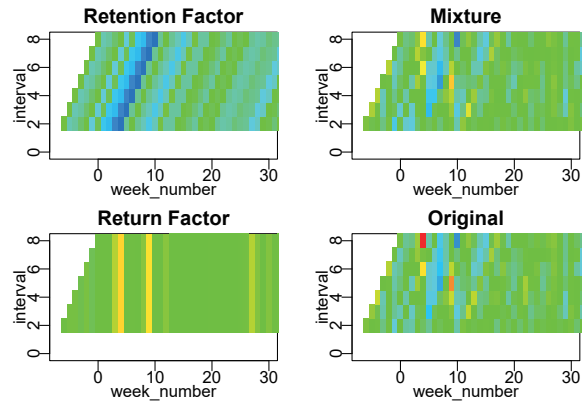 Retention Factor
interval
0 2 4 6 8
0 10 20 30
week_number
Mixture
interval
0 2 4 6 8
0 10 20 30
week_number
Return Factor
interval
0 2 4 6 8
0 10 20 30
week_number
Original
interval
0 2 4 6 8
0 10 20 30
week_number